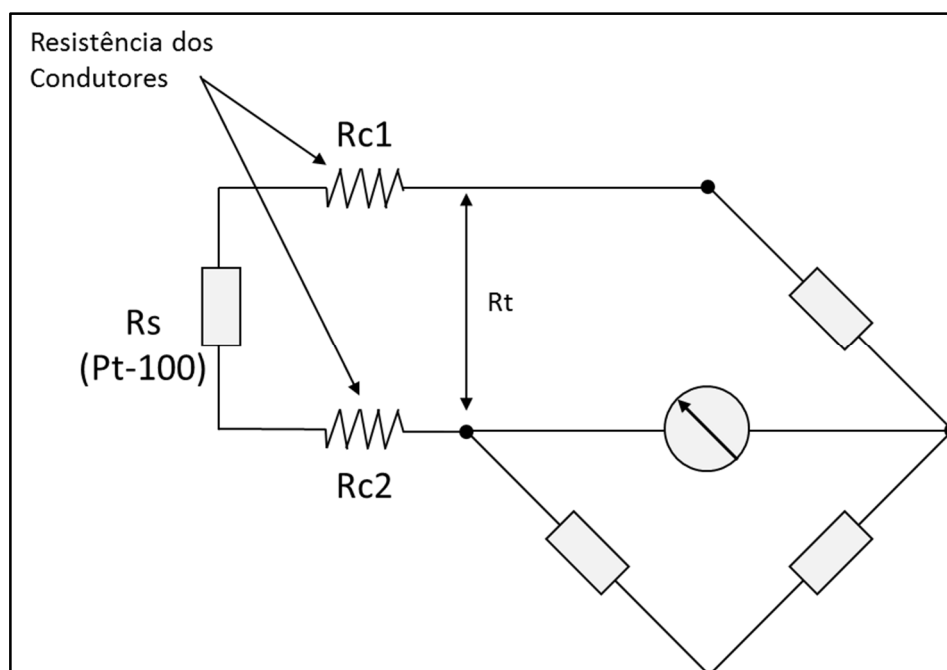 Resistência dos
Condutores
Rc1
Rt
Rs
(Pt-100)
Rc2